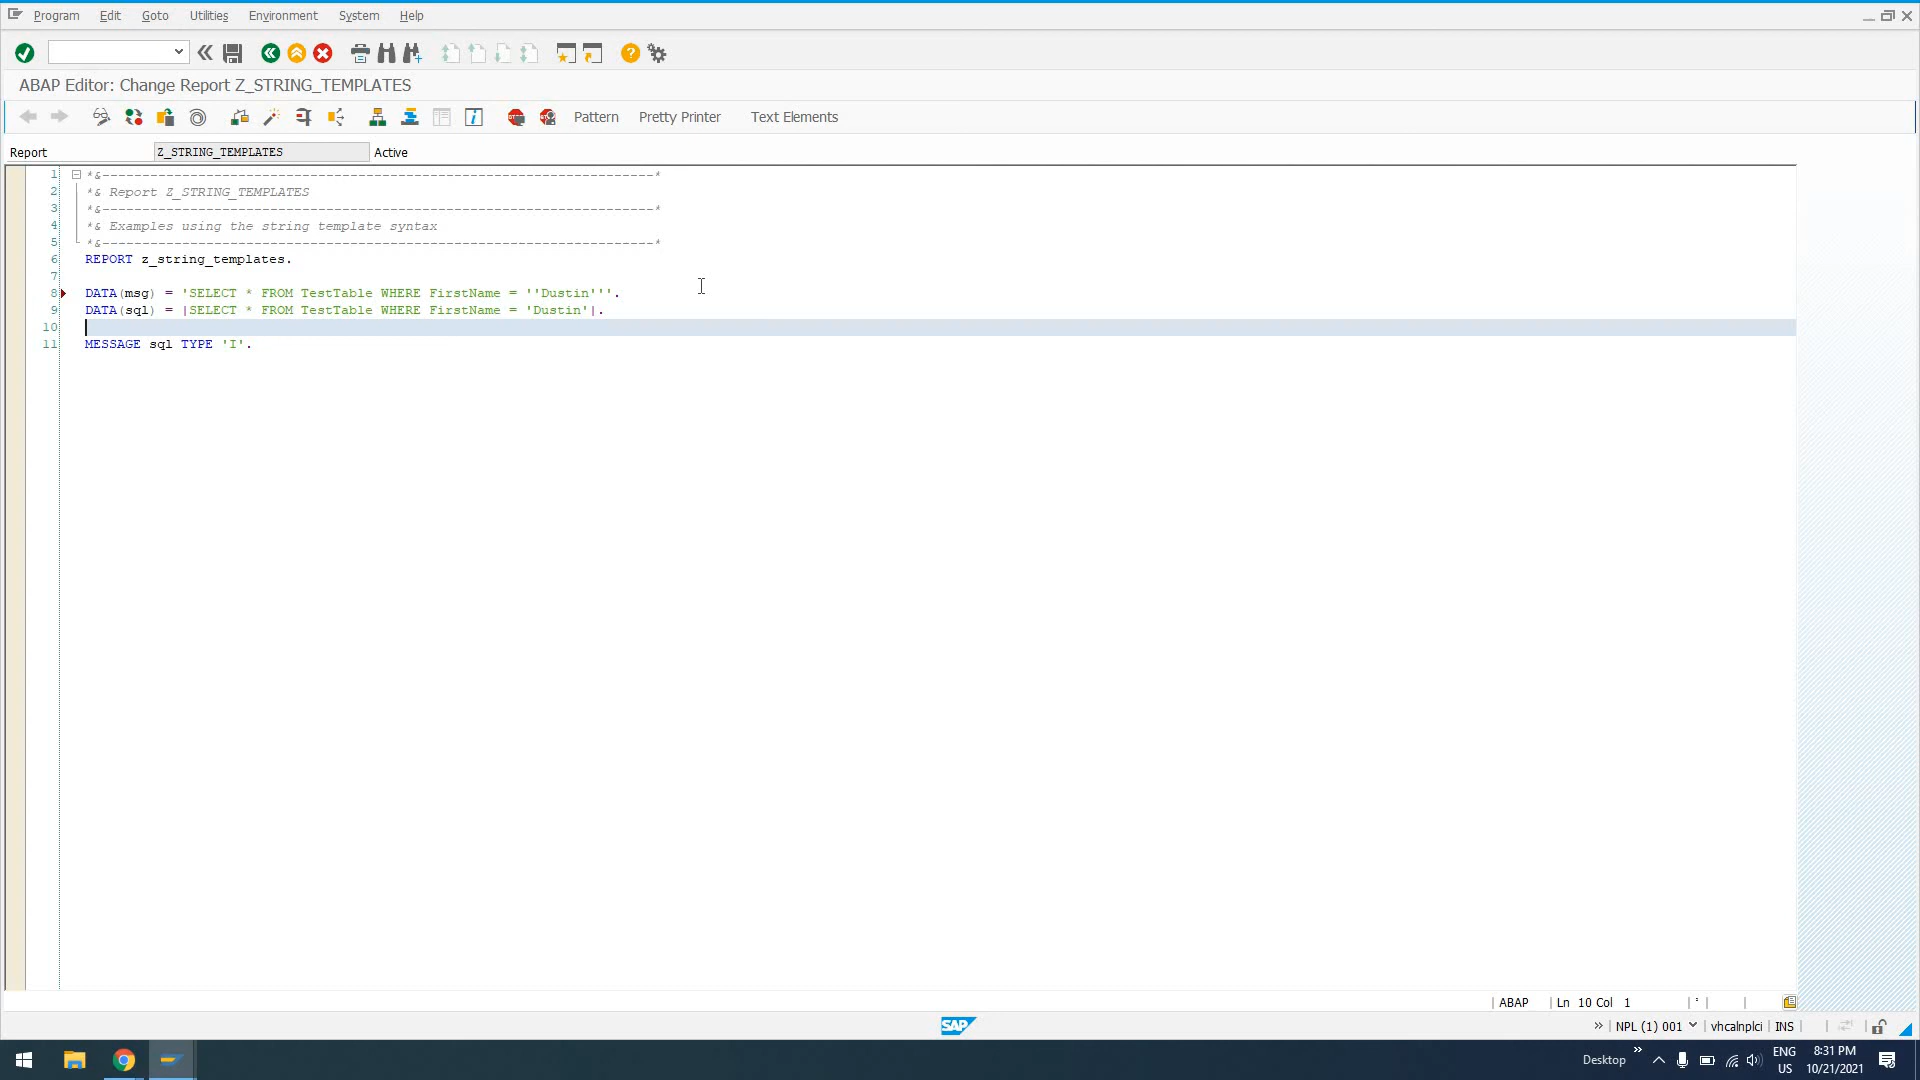 Program Edit Goto Utilities Environment System Help
ABAP Editor: Change Report Z_STRING_TEMPLATES
Pattern Pretty Printer Text Elements
Report Z_STRING_TEMPLATES Active
1 *&---------------------------------------------------------------------*
2 *& Report Z_STRING_TEMPLATES
3 *&---------------------------------------------------------------------*
4 *& Examples using the string template syntax
5 *&---------------------------------------------------------------------*
6 REPORT z_string_templates.
7
8 DATA(msg) = 'SELECT * FROM TestTable WHERE FirstName = ''Dustin'''.
9 DATA(sql) = |SELECT * FROM TestTable WHERE FirstName = 'Dustin'|.
10
11 MESSAGE sql TYPE 'I'.
ABAP Ln 10 Col 1
SAP
NPL (1) 001 vhcalnplci INS
Desktop ENG 8:31 PM
US 10/21/2021